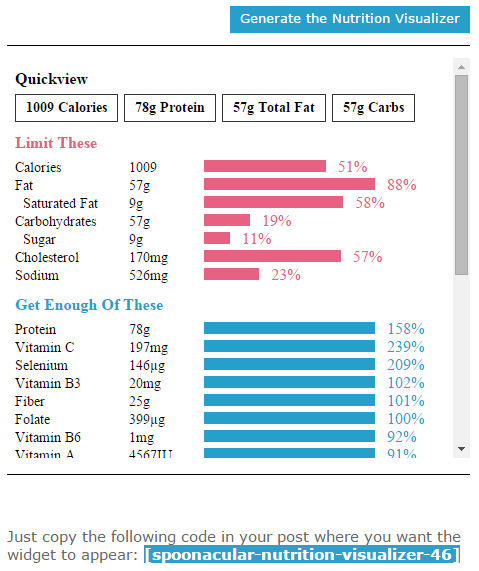 Generate the Nutrition Visualizer
Quickview
1009 Calories 78g Protein 57g Total Fat 57g Carbs
Limit These
Calories 1009 51%
Fat 57g 88%
Saturated Fat 9g 58%
Carbohydrates 57g 19%
Sugar 9g 11%
Cholesterol 170mg 57%
Sodium 526mg 23%
Get Enough Of These
Protein 78g 158%
Vitamin C 197mg 239%
Selenium 146µg 209%
Vitamin B3 20mg 102%
Fiber 25g 101%
Folate 399µg 100%
Vitamin B6 1mg 92%
Vitamin A 4567IU 91%
Just copy the following code in your post where you want the
widget to appear: [spoonacular-nutrition-visualizer-46]